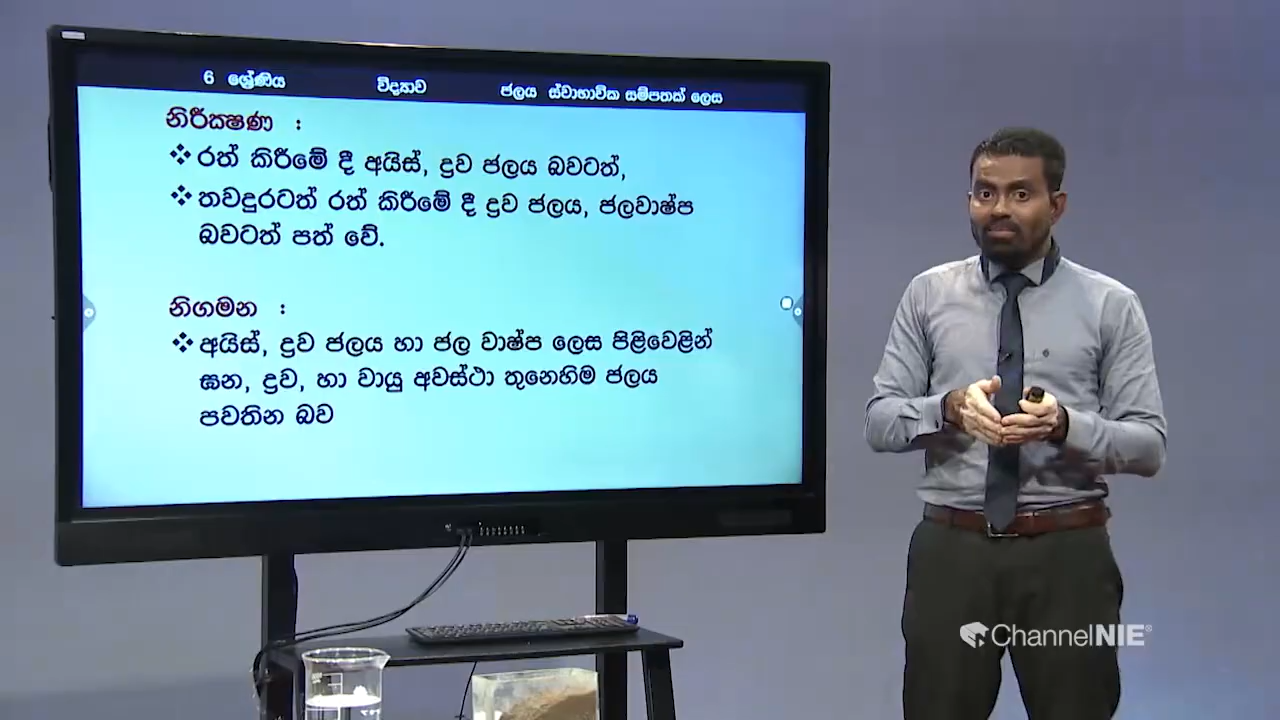 6 ශ්‍රේණිය විද්‍යාව ජලය ස්වාභාවික සම්පතක් ලෙස
නිරීක්ෂණ :
❖ රත් කිරීමේ දී අයිස්, ද්‍රව ජලය බවටත්,
❖ තවදුරටත් රත් කිරීමේ දී ද්‍රව ජලය, ජලවාෂ්ප
බවටත් පත් වේ.
නිගමන :
❖ අයිස්, ද්‍රව ජලය හා ජල වාෂ්ප ලෙස පිළිවෙළින්
ඝන, ද්‍රව, හා වායු අවස්ථා තුනෙහිම ජලය
පවතින බව
ChannelNIE®